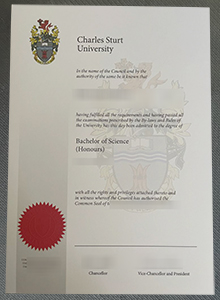 Charles Sturt
University
In the name of the Council and by the
authority of the same be it known that
having fulfilled all the requirements and having passed all
the examinations prescribed by the By-laws and Rules of
the University has this day been admitted to the degree of
Bachelor of Science
(Honours)
with all the rights and privileges attached thereto and
in witness whereof the Council has authorised the
Common Seal
Chancellor
Vice-Chancellor and President